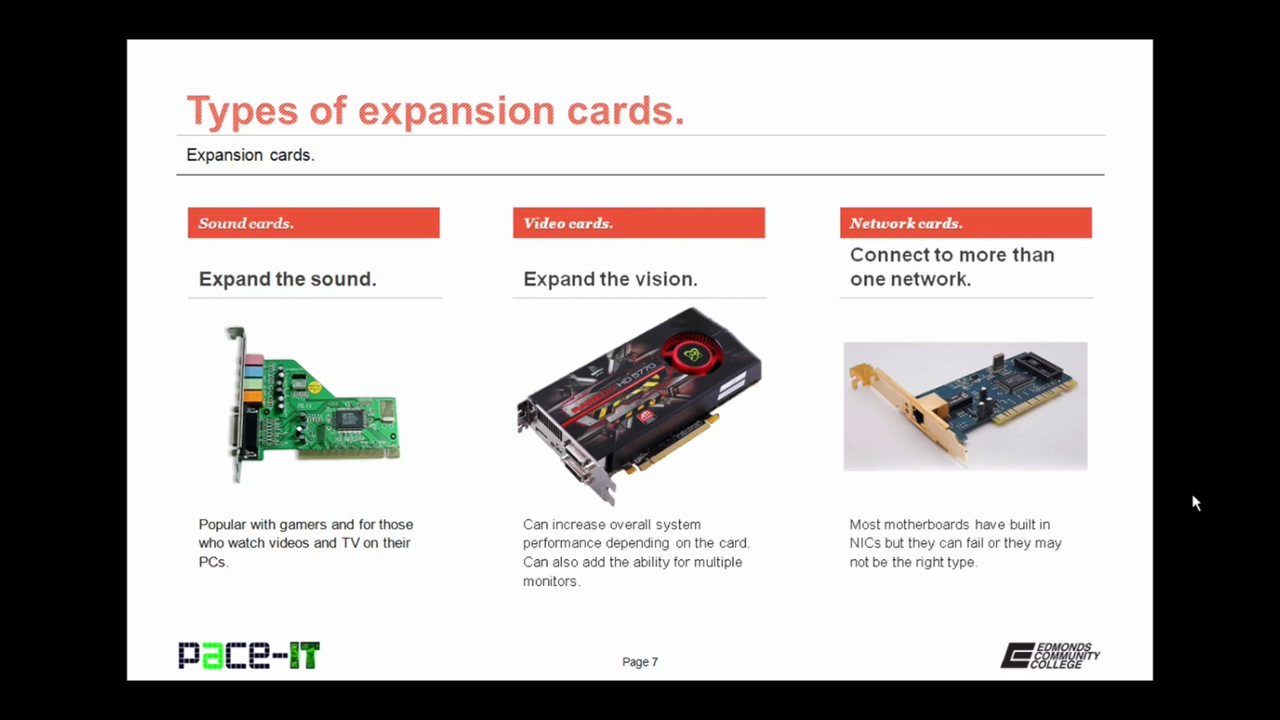 Types of expansion cards.
Expansion cards.
Sound cards.
Expand the sound.
Popular with gamers and for those
who watch videos and TV on their
PCs.
Video cards.
Expand the vision.
HD 5770
Can increase overall system
performance depending on the card.
Can also add the ability for multiple
monitors.
Network cards.
Connect to more than
one network.
Most motherboards have built in
NICs but they can fail or they may
not be the right type.
pace-IT
Page 7
EDMONDS
COMMUNITY
COLLEGE